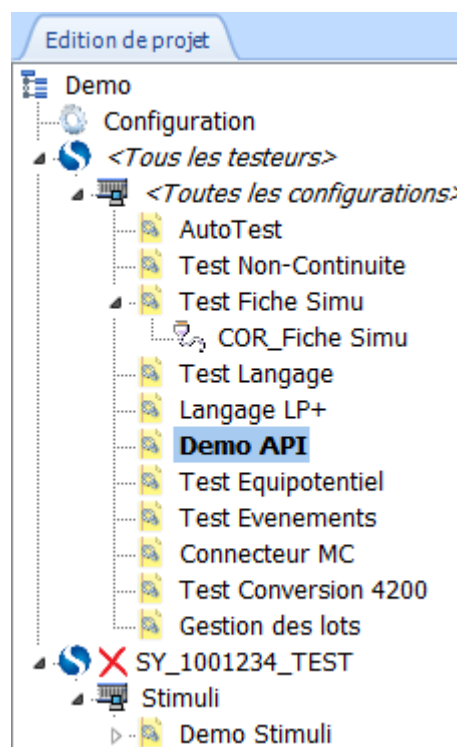 Edition de projet
Demo
Configuration
<Tous les testeurs>
<Toutes les configurations>
AutoTest
Test Non-Continuite
Test Fiche Simu
COR_Fiche Simu
Test Langage
Langage LP+
Demo API
Test Equipotentiel
Test Evenements
Connecteur MC
Test Conversion 4200
Gestion des lots
SY_1001234_TEST
Stimuli
Demo Stimuli